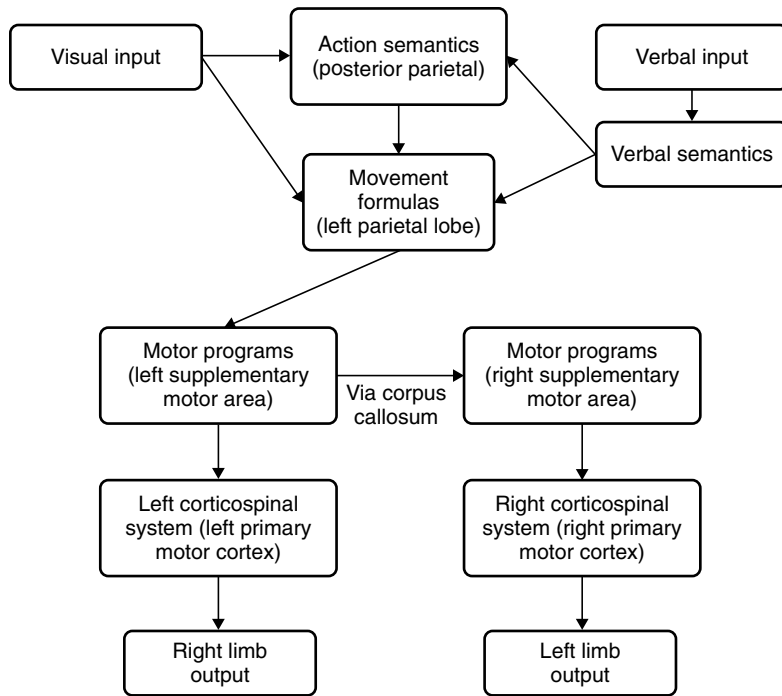 Visual input
Action semantics
(posterior parietal)
Verbal input
Verbal semantics
Movement
formulas
(left parietal lobe)
Motor programs
(left supplementary
motor area)
Via corpus
callosum
Motor programs
(right supplementary
motor area)
Left corticospinal
system (left primary
motor cortex)
Right corticospinal
system (right primary
motor cortex)
Right limb
output
Left limb
output